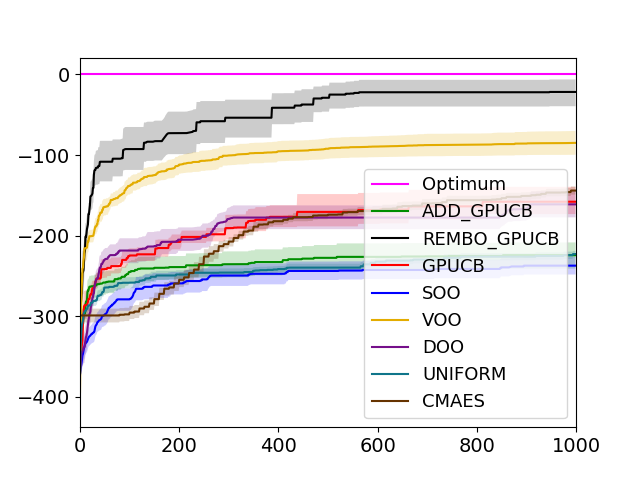 0
−100
−200
−300
−400
0 200 400 600 800 1000
Optimum
ADD_GPUCB
REMBO_GPUCB
GPUCB
SOO
VOO
DOO
UNIFORM
CMAES